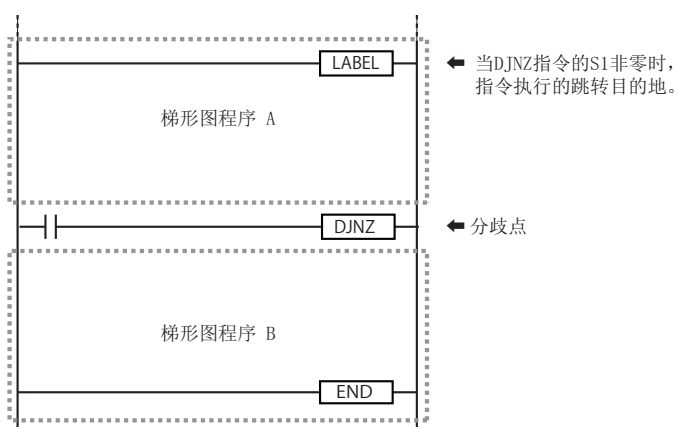 LABEL
当DJNZ指令的S1非零时，
指令执行的跳转目的地。
梯形图程序 A
DJNZ
分歧点
梯形图程序 B
END